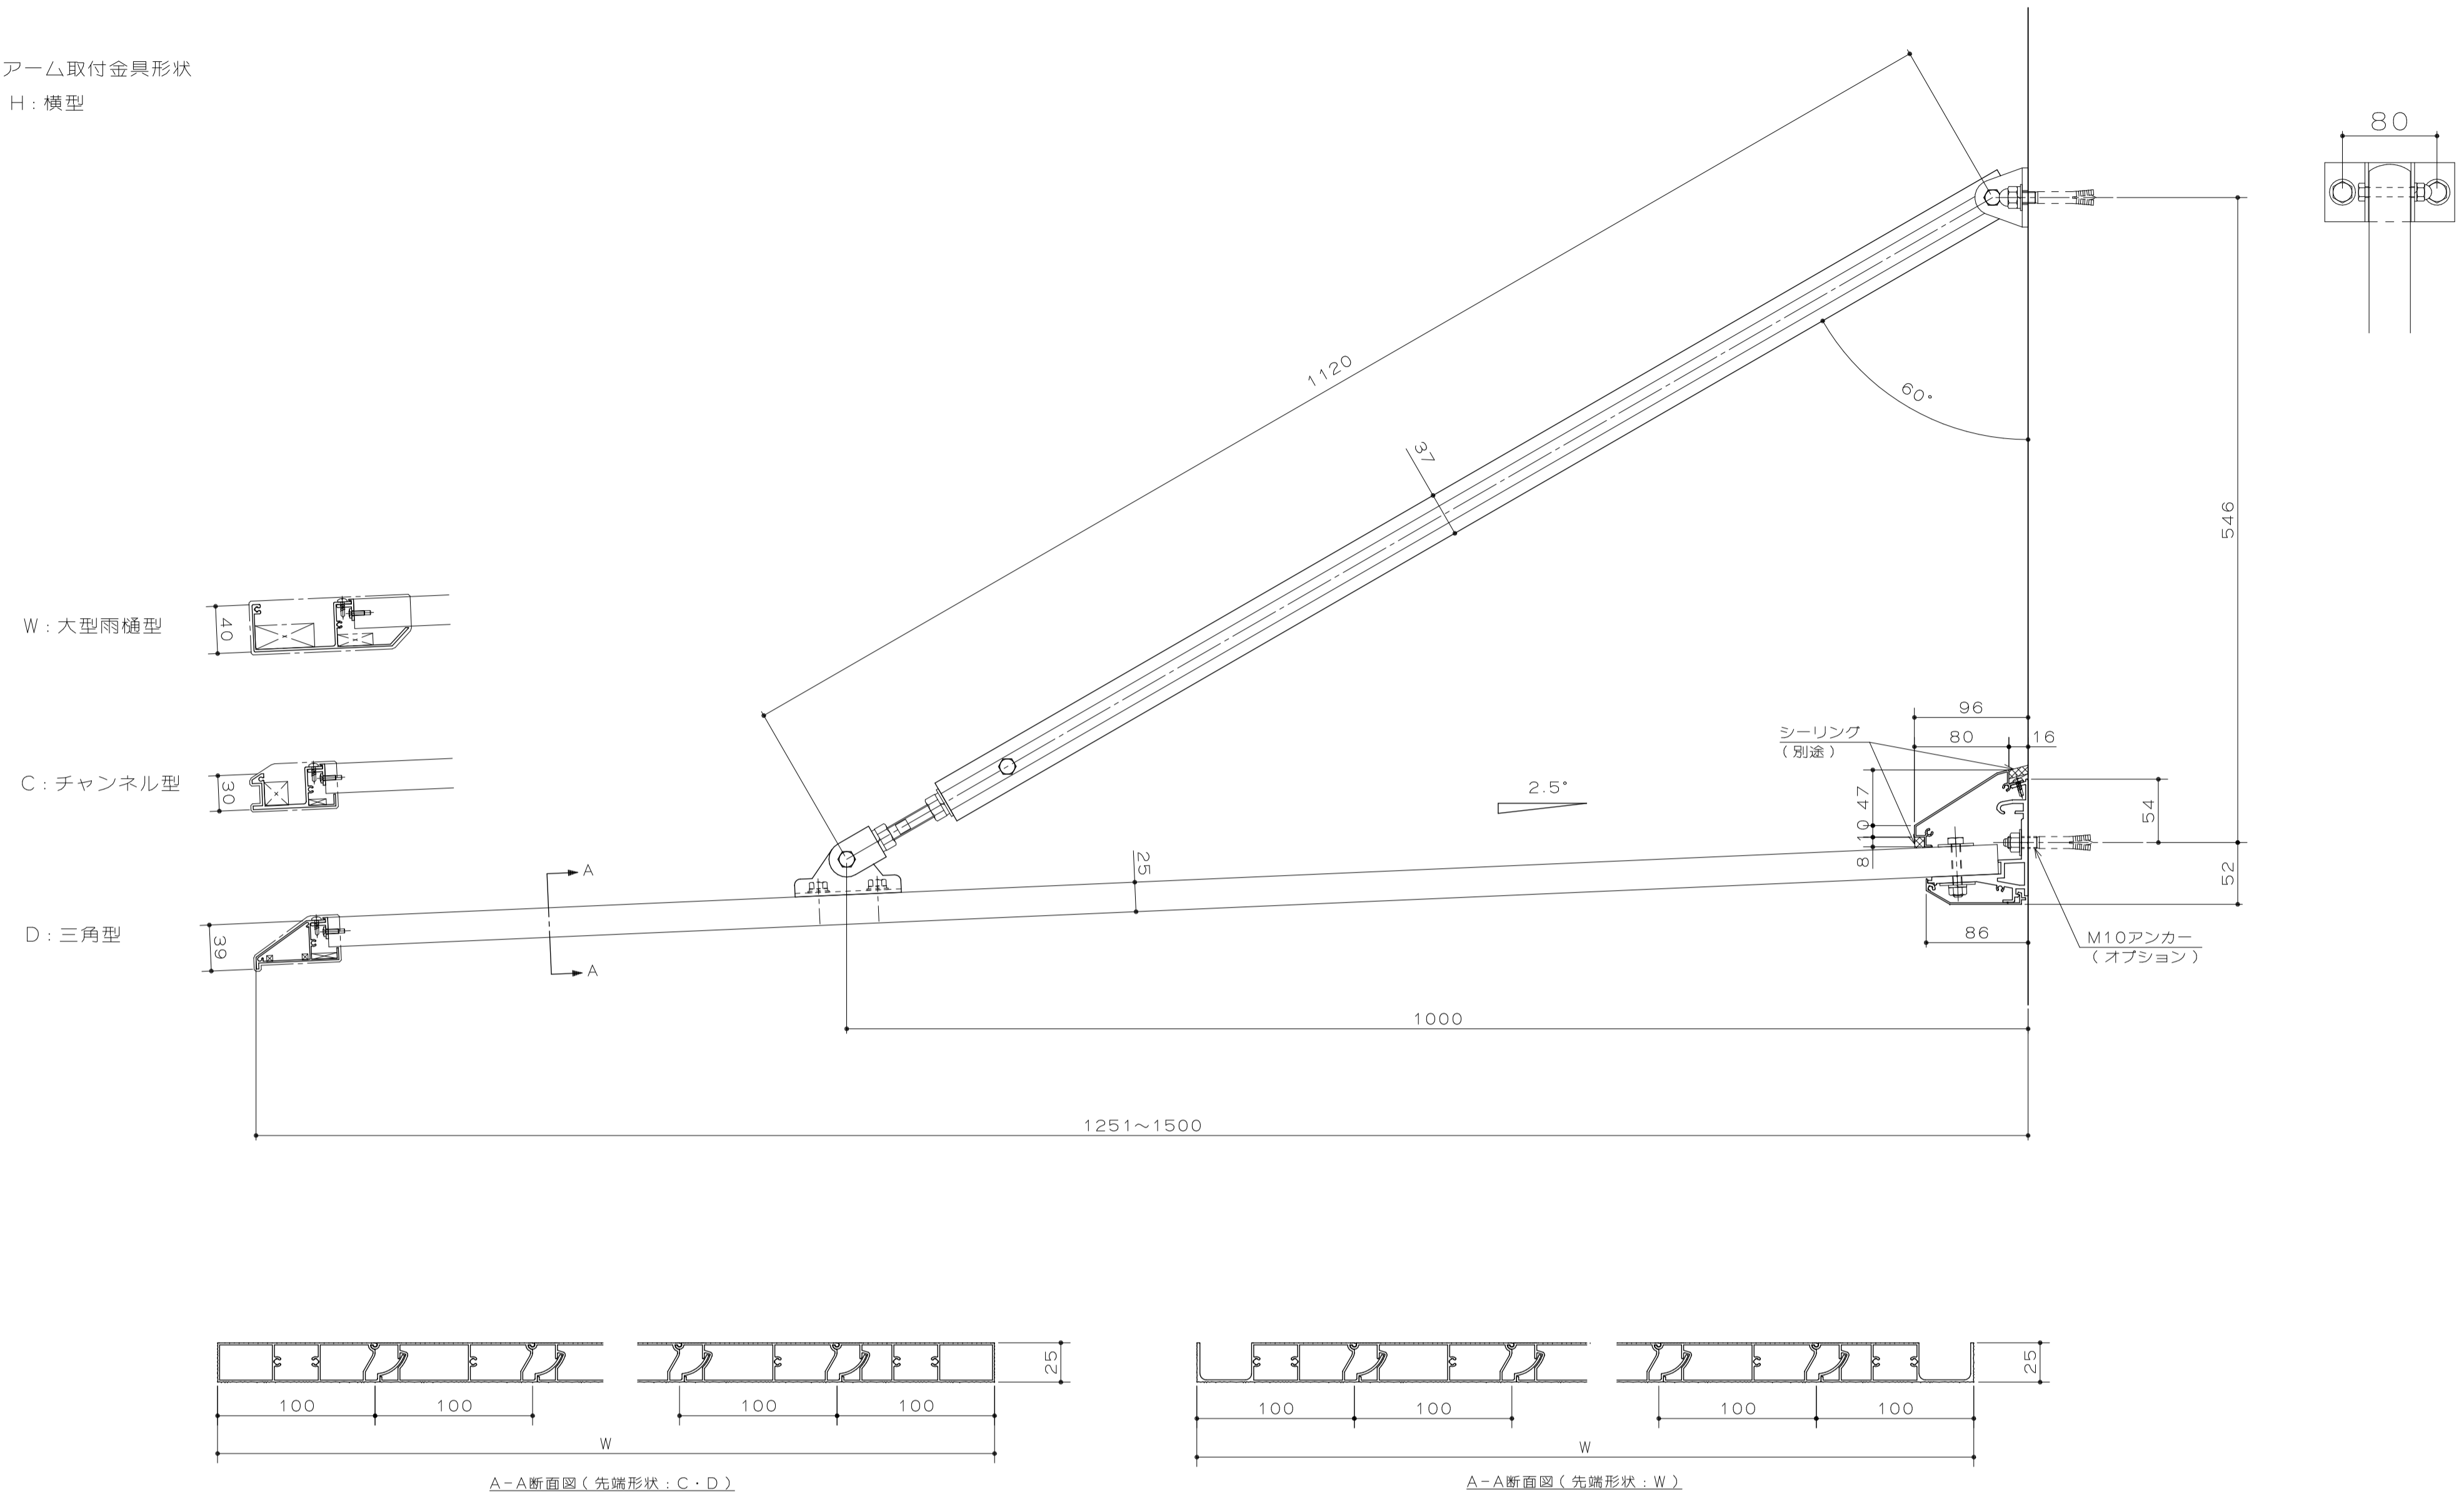 アーム取付金具形状
H：横型
80
1120
60°
37
546
W：大型雨樋型
40
96
シーリング
（別途）
80
16
C：チャンネル型
30
2.5°
47
10
8
54
25
A
52
D：三角型
39
A
86
M10アンカー
（オプション）
1000
1251～1500
25
100
100
100
100
W
A－A断面図（先端形状：C・D）
25
100
100
100
100
W
A－A断面図（先端形状：W）